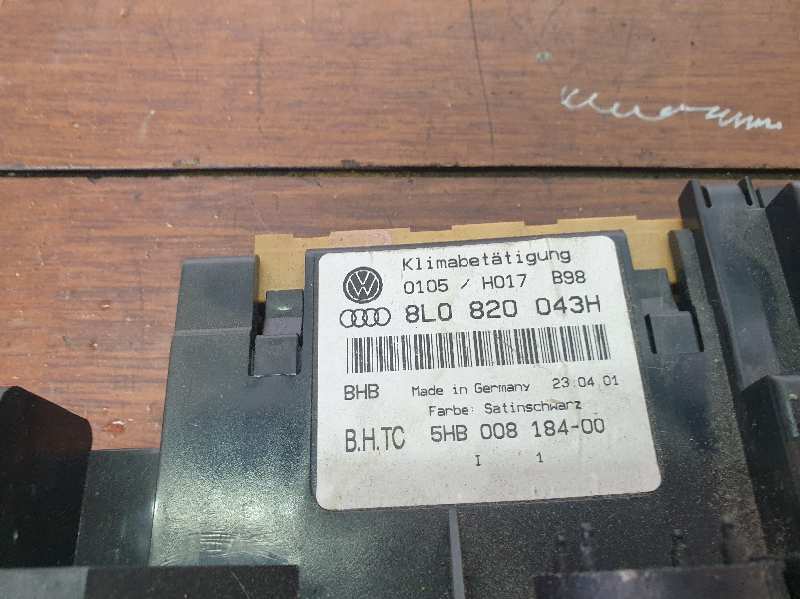 Klimabetätigung
0105 / H017 B98
8L0 820 043H
BHB Made in Germany 23.04.01
Farbe: Satinschwarz
B.H.TC 5HB 008 184-00
I 1